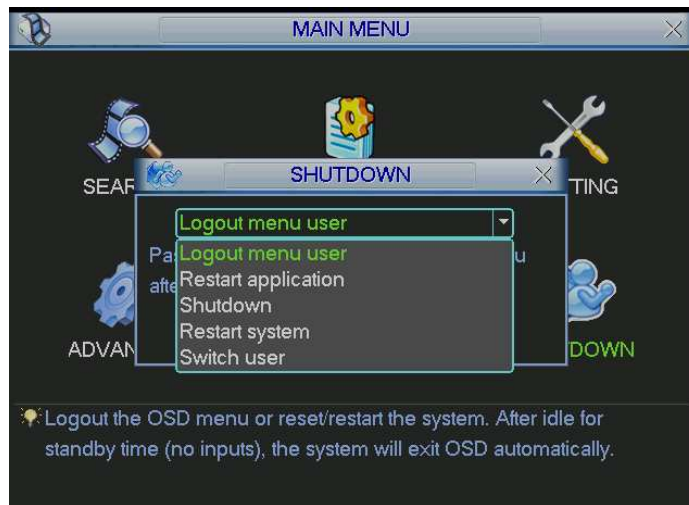 MAIN MENU
SEAR
TING
SHUTDOWN
Logout menu user
Pa
u
Logout menu user
afte
Restart application
Shutdown
Restart system
Switch user
ADVAN
DOWN
Logout the OSD menu or reset/restart the system. After idle for
standby time (no inputs), the system will exit OSD automatically.